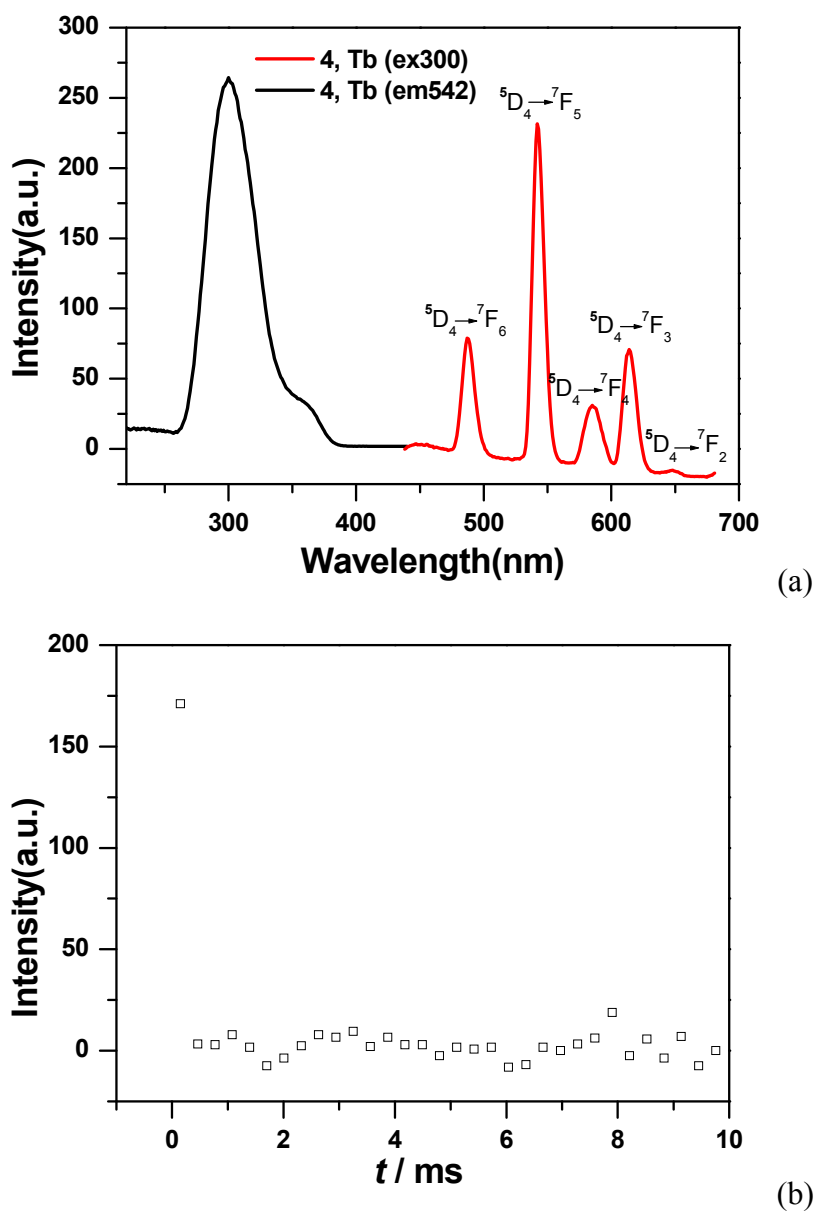 300
250
200
150
100
50
0
Intensity(a.u.)
4, Tb (ex300)
4, Tb (em542)
⁵D₄→⁷F₆
⁵D₄→⁷F₅
⁵D₄→⁷F₄
⁵D₄→⁷F₃
⁵D₄→⁷F₂
300 400 500 600 700
Wavelength(nm)
(a)
200
150
100
50
0
Intensity(a.u.)
0 2 4 6 8 10
t / ms
(b)